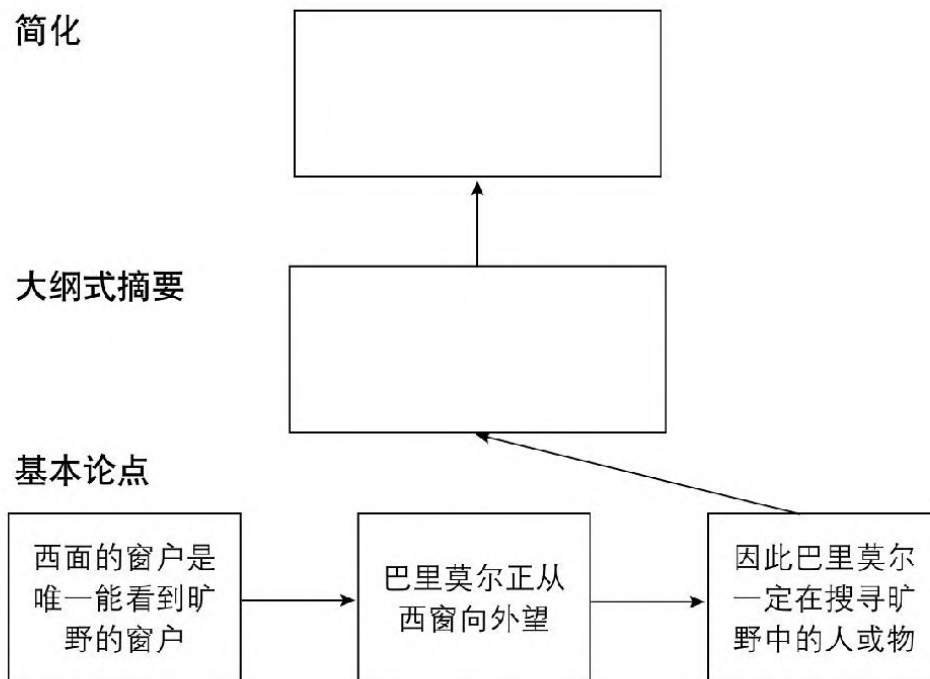 简化
大纲式摘要
基本论点
西面的窗户是
唯一能看到旷
野的窗户
巴里莫尔正从
西窗向外望
因此巴里莫尔
一定在搜寻旷
野中的人或物